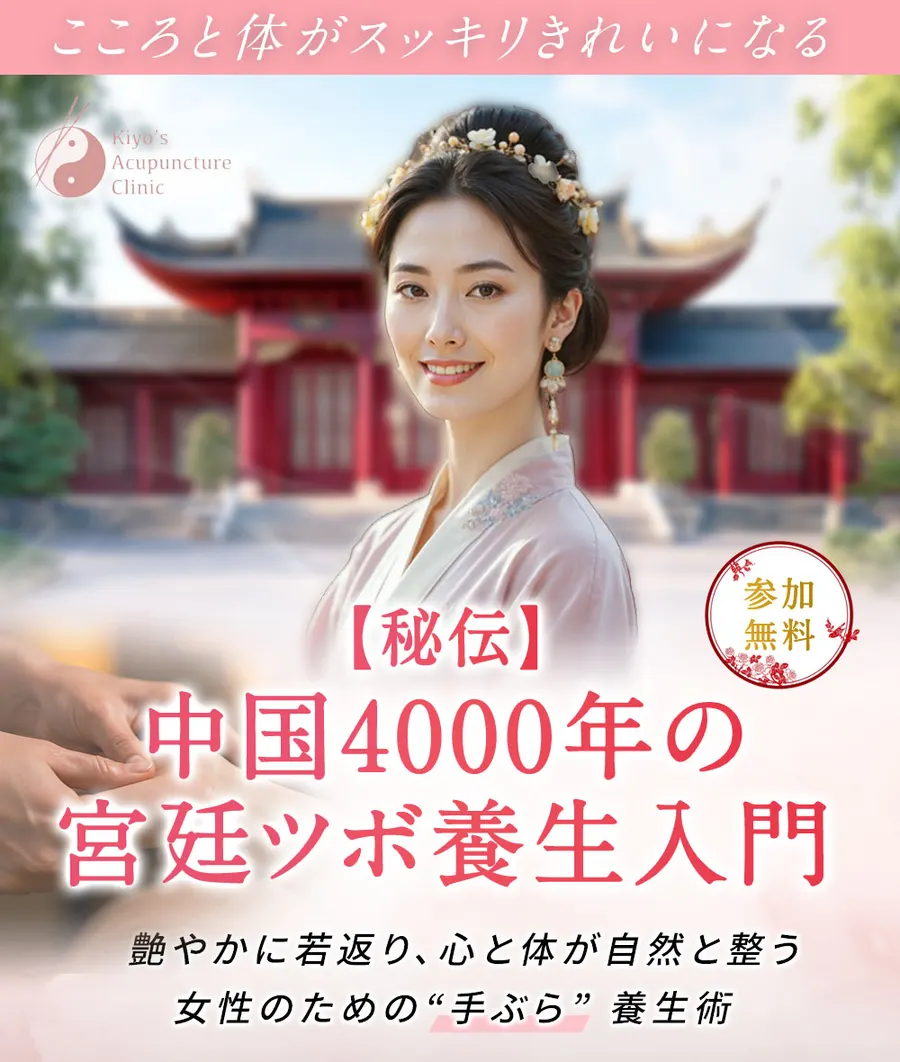 こころと体がスッキリきれいになる
Kiyo's
Acupuncture
Clinic
参加
無料
【秘伝】
中国4000年の
宮廷ツボ養生入門
艶やかに若返り、心と体が自然と整う
女性のための“手ぶら” 養生術